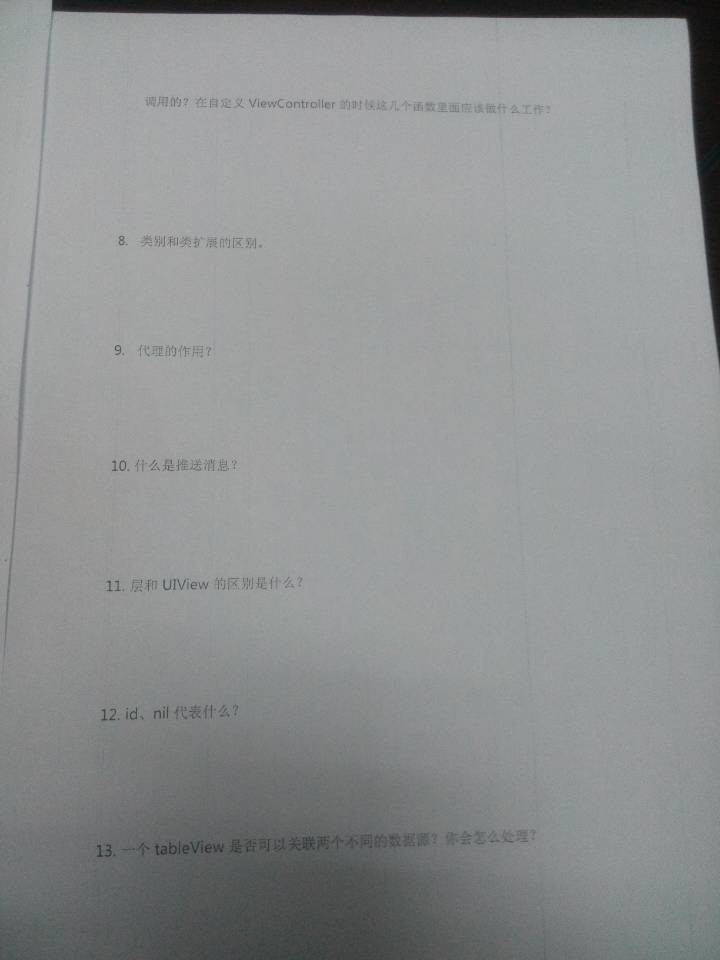 调用的？在自定义 ViewController 的时候这几个函数里面应该做什么工作？
8. 类别和类扩展的区别。
9. 代理的作用？
10. 什么是推送消息？
11. 层和 UIView 的区别是什么？
12. id、nil 代表什么？
13. 一个 tableView 是否可以关联两个不同的数据源？你会怎么处理？